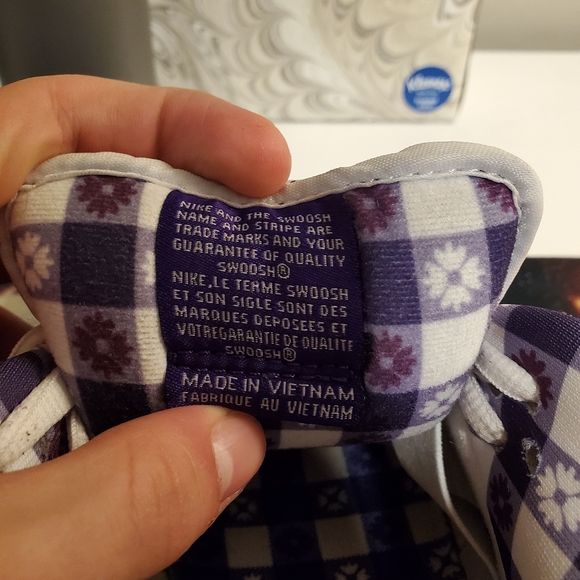 Kleenex
NIKE AND THE SWOOSH
NAME AND STRIPE ARE
TRADE MARKS AND YOUR
GUARANTEE OF QUALITY
SWOOSH®
NIKE,LE TERME SWOOSH
ET SON SIGLE SONT DES
MARQUES DEPOSEES ET
VOTREGARANTIE DE QUALITE
SWOOSH®
MADE IN VIETNAM
FABRIQUE AU VIETNAM